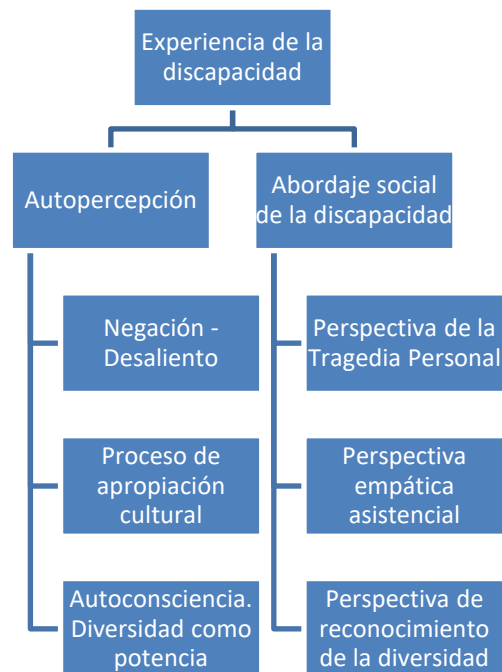 Experiencia de la
discapacidad
Autopercepción
Abordaje social
de la discapacidad
Negación -
Desaliento
Proceso de
apropiación
cultural
Autoconsciencia.
Diversidad como
potencia
Perspectiva de la
Tragedia Personal
Perspectiva
empática
asistencial
Perspectiva de
reconocimiento
de la diversidad